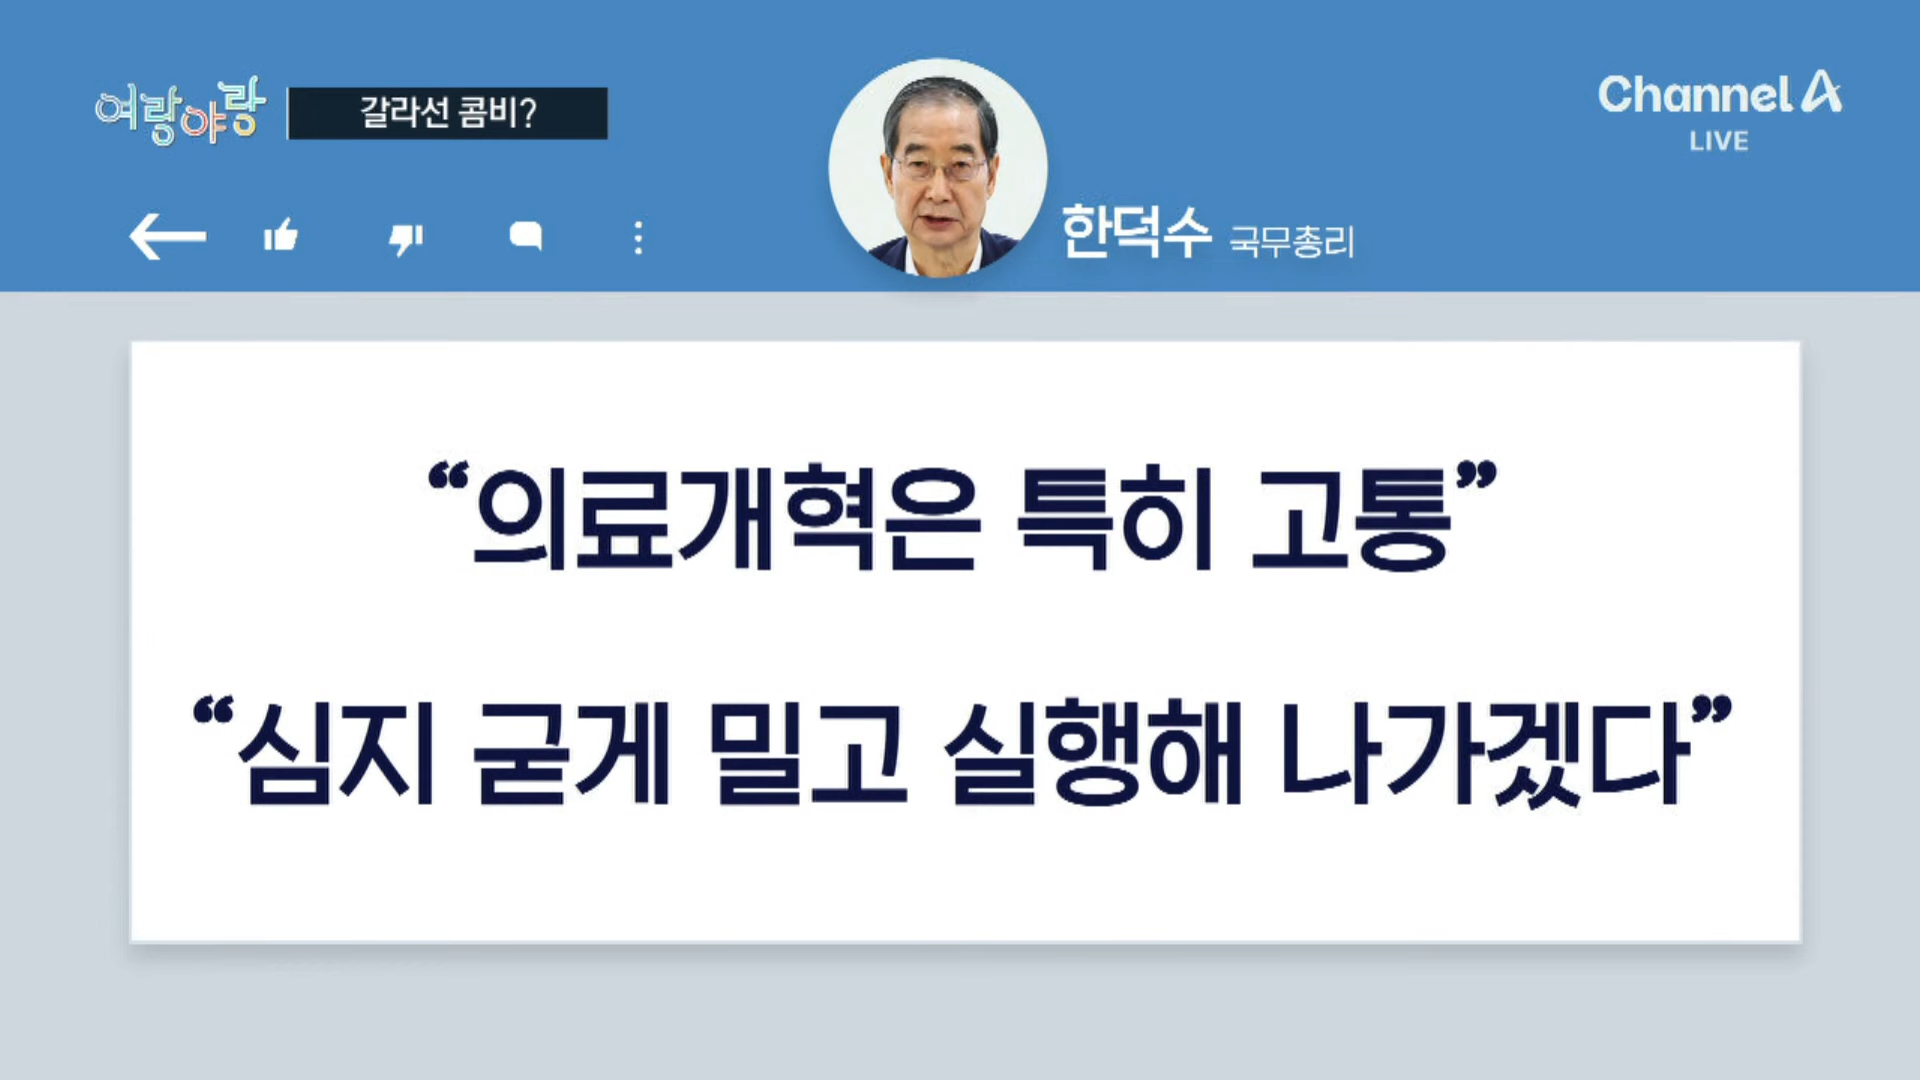 여랑야랑
갈라선 콤비?
Channel A
LIVE
한덕수 국무총리
“의료개혁은 특히 고통”
“심지 굳게 밀고 실행해 나가겠다”